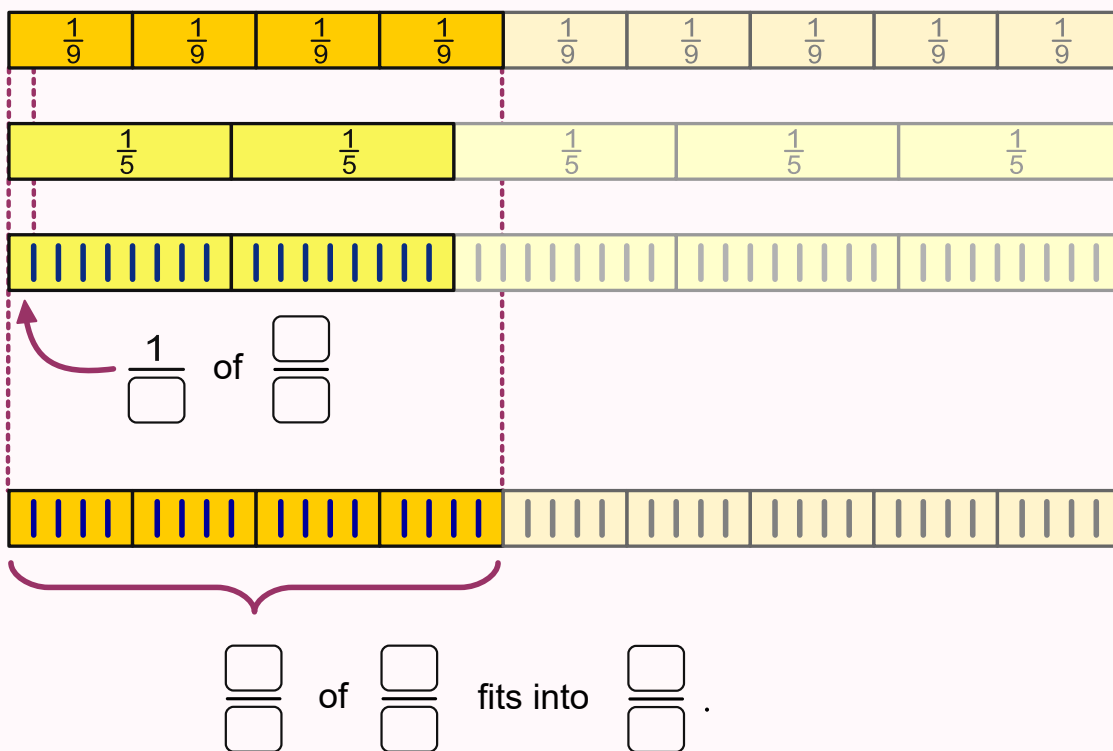 1/9 1/9 1/9 1/9 1/9 1/9 1/9 1/9 1/9
1/5 1/5 1/5 1/5 1/5
1/□ of □/□
□/□ of □/□ fits into □/□ .